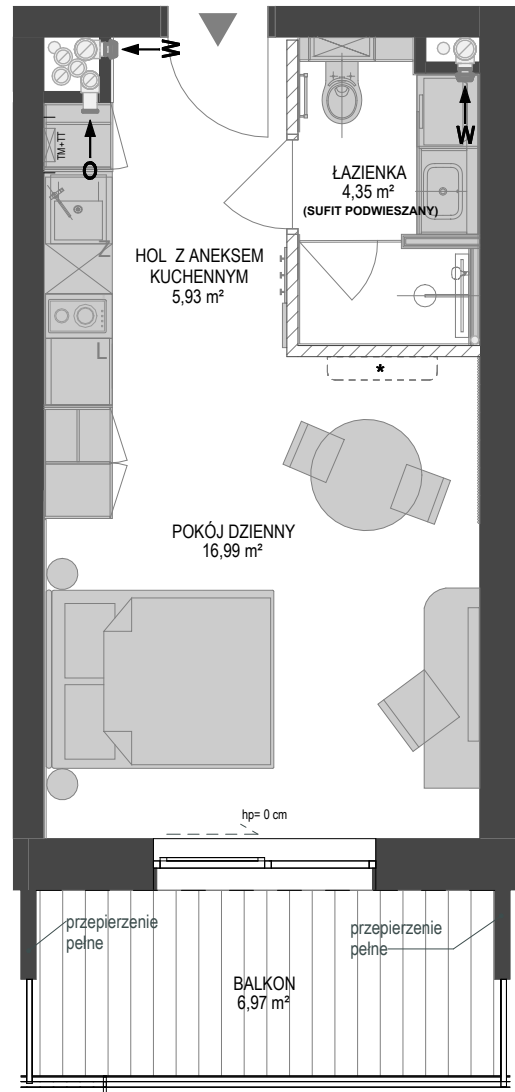 W
W
TM+TT
O
ŁAZIENKA
4,35 m²
(SUFIT PODWIESZANY)
HOL Z ANEKSEM
KUCHENNYM
5,93 m²
*
POKÓJ DZIENNY
16,99 m²
hp= 0 cm
przepierzenie
pełne
przepierzenie
pełne
BALKON
6,97 m²